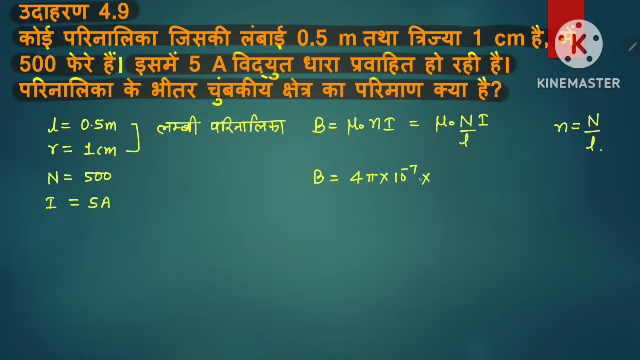 उदाहरण 4.9
कोई परिनालिका जिसकी लंबाई 0.5 m तथा त्रिज्या 1 cm है,
500 फेरे हैं। इसमें 5 A विद्युत धारा प्रवाहित हो रही है।
परिनालिका के भीतर चुंबकीय क्षेत्र का परिमाण क्या है?
KINEMASTER
l = 0.5m
r = 1cm
लम्बी परिनालिका
N = 500
I = 5A
B = μ₀nI = μ₀ N/l I
n = N/l.
B = 4π × 10⁻⁷ ×